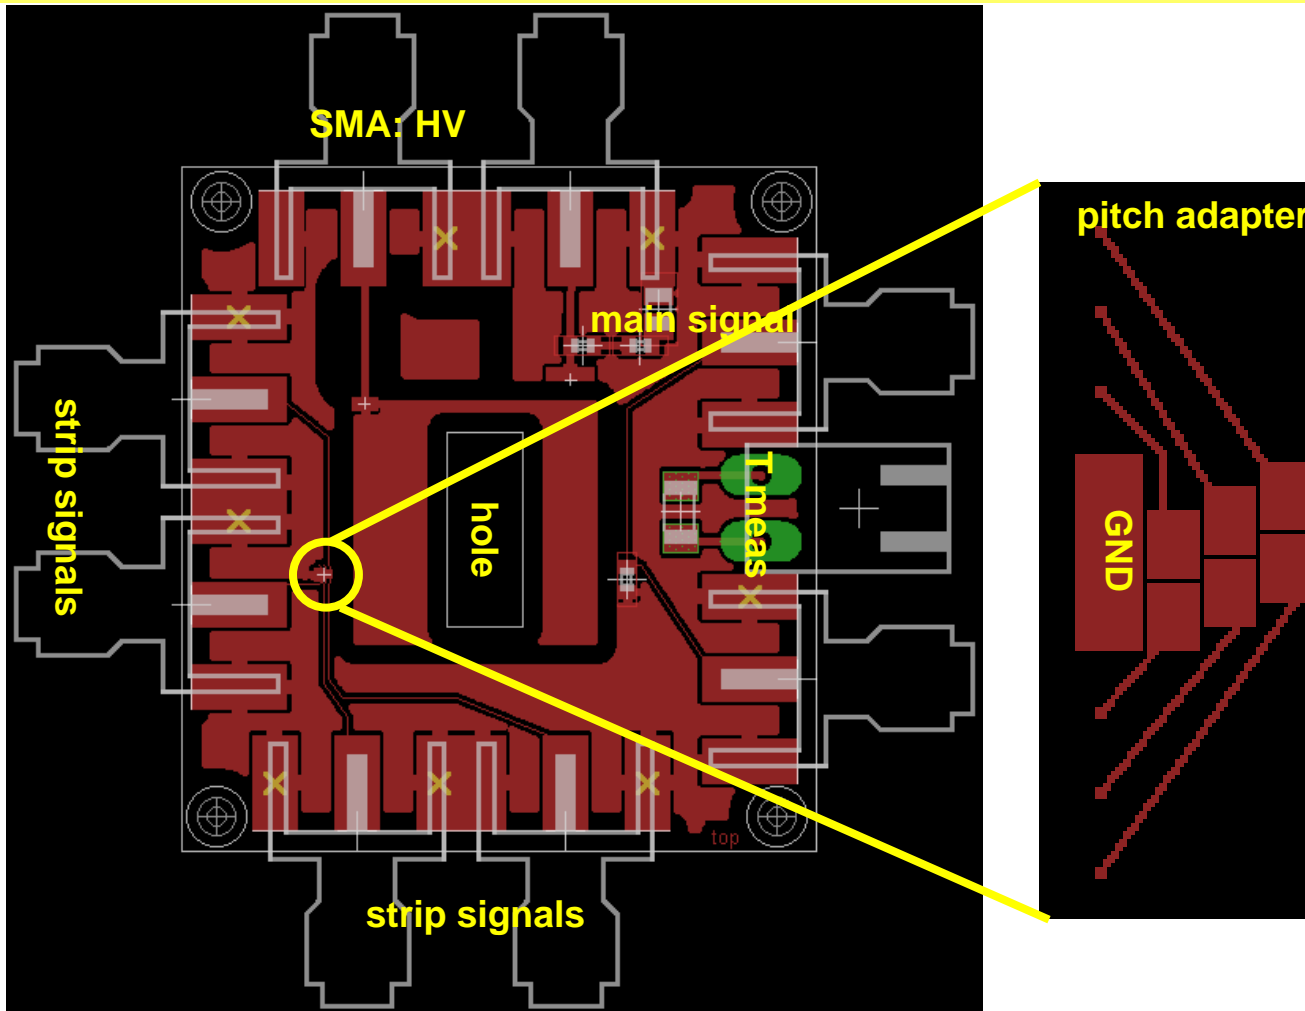 SMA: HV
pitch adapter
main signal
strip signals
T meas
hole
GND
strip signals
top